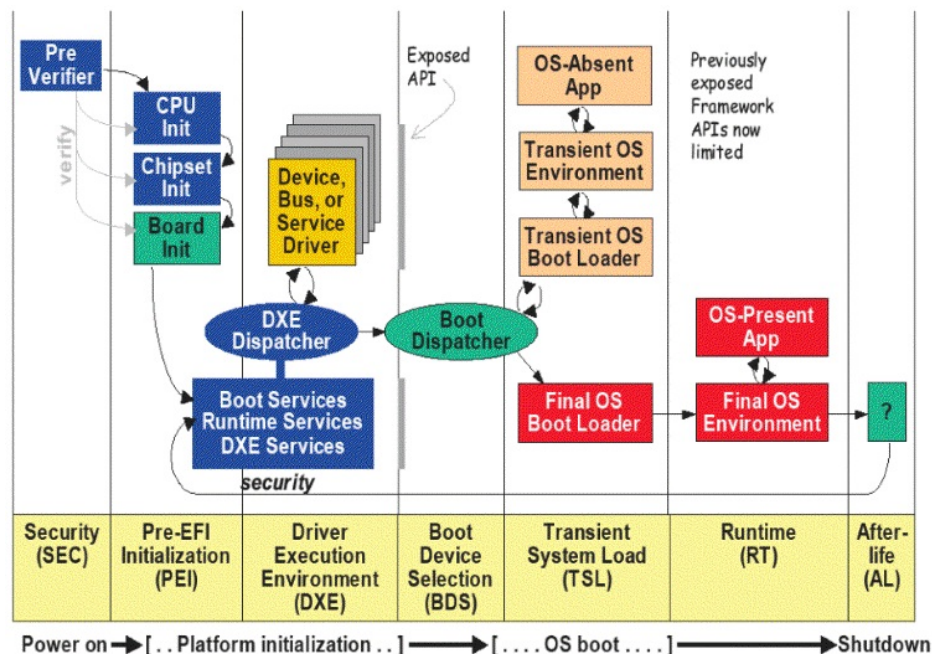 Pre
Verifier
verify
CPU
Init
Chipset
Init
Board
Init
Device,
Bus, or
Service
Driver
DXE
Dispatcher
Boot Services
Runtime Services
DXE Services
security
Exposed
API
Boot
Dispatcher
OS-Absent
App
Transient OS
Environment
Transient OS
Boot Loader
Final OS
Boot Loader
Previously
exposed
Framework
APIs now
limited
OS-Present
App
Final OS
Environment
?
Security
(SEC)
Pre-EFI
Initialization
(PEI)
Driver
Execution
Environment
(DXE)
Boot
Device
Selection
(BDS)
Transient
System Load
(TSL)
Runtime
(RT)
After-
life
(AL)
Power on [ . . Platform initialization . . ] [ . . . . OS boot . . . . ] Shutdown